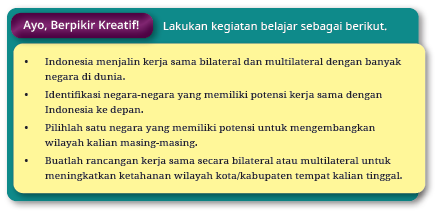 Ayo, Berpikir Kreatif!
Lakukan kegiatan belajar sebagai berikut.
• Indonesia menjalin kerja sama bilateral dan multilateral dengan banyak
negara di dunia.
• Identifikasi negara-negara yang memiliki potensi kerja sama dengan
Indonesia ke depan.
• Pilihlah satu negara yang memiliki potensi untuk mengembangkan
wilayah kalian masing-masing.
• Buatlah rancangan kerja sama secara bilateral atau multilateral untuk
meningkatkan ketahanan wilayah kota/kabupaten tempat kalian tinggal.